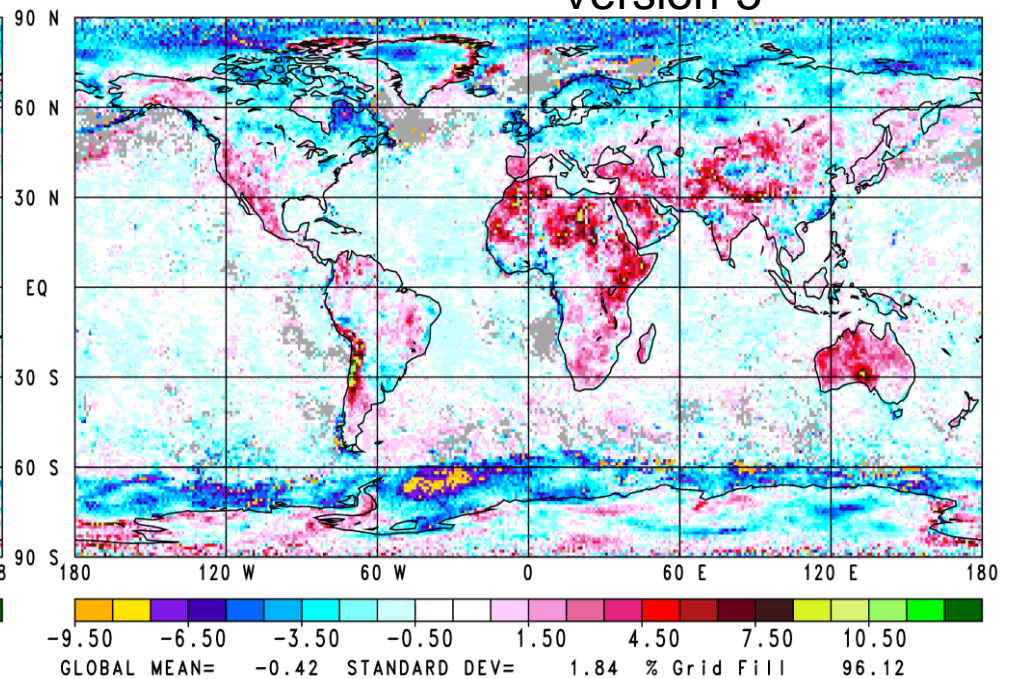 90 N
60 N
30 N
EQ
30 S
60 S
90 S
180 120 W 60 W 0 60 E 120 E 180
-9.50 -6.50 -3.50 -0.50 1.50 4.50 7.50 10.50
GLOBAL MEAN= -0.42 STANDARD DEV= 1.84 % Grid Fill 96.12